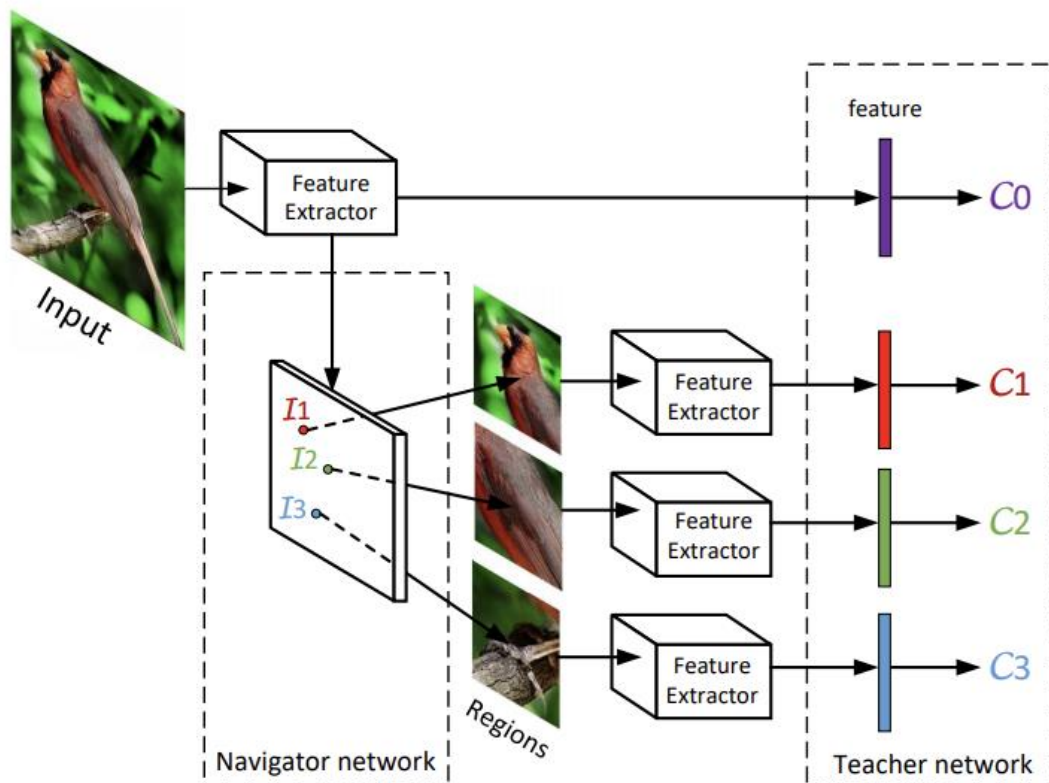 Input
Feature
Extractor
feature
C0
I1
I2
I3
Feature
Extractor
C1
Feature
Extractor
C2
Feature
Extractor
C3
Regions
Navigator network
Teacher network